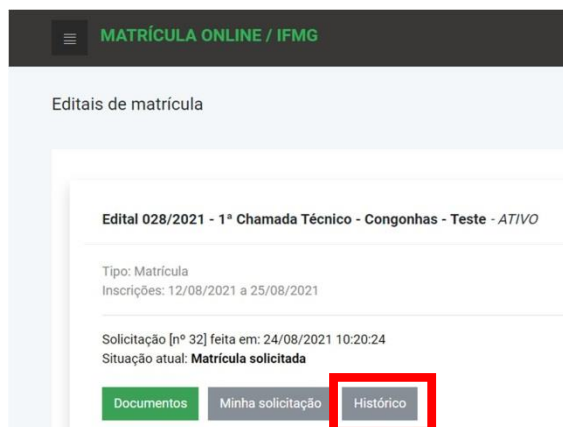 MATRÍCULA ONLINE / IFMG
Editais de matrícula
Edital 028/2021 - 1ª Chamada Técnico - Congonhas - Teste - ATIVO
Tipo: Matrícula
Inscrições: 12/08/2021 a 25/08/2021
Solicitação [nº 32] feita em: 24/08/2021 10:20:24
Situação atual: Matrícula solicitada
Documentos Minha solicitação Histórico